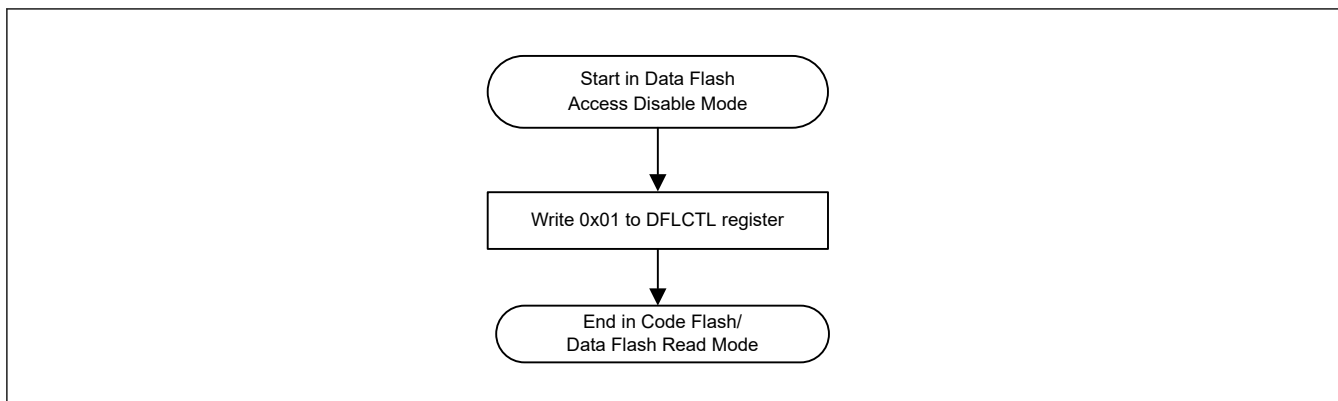 Start in Data Flash
Access Disable Mode
Write 0x01 to DFLCTL register
End in Code Flash/
Data Flash Read Mode